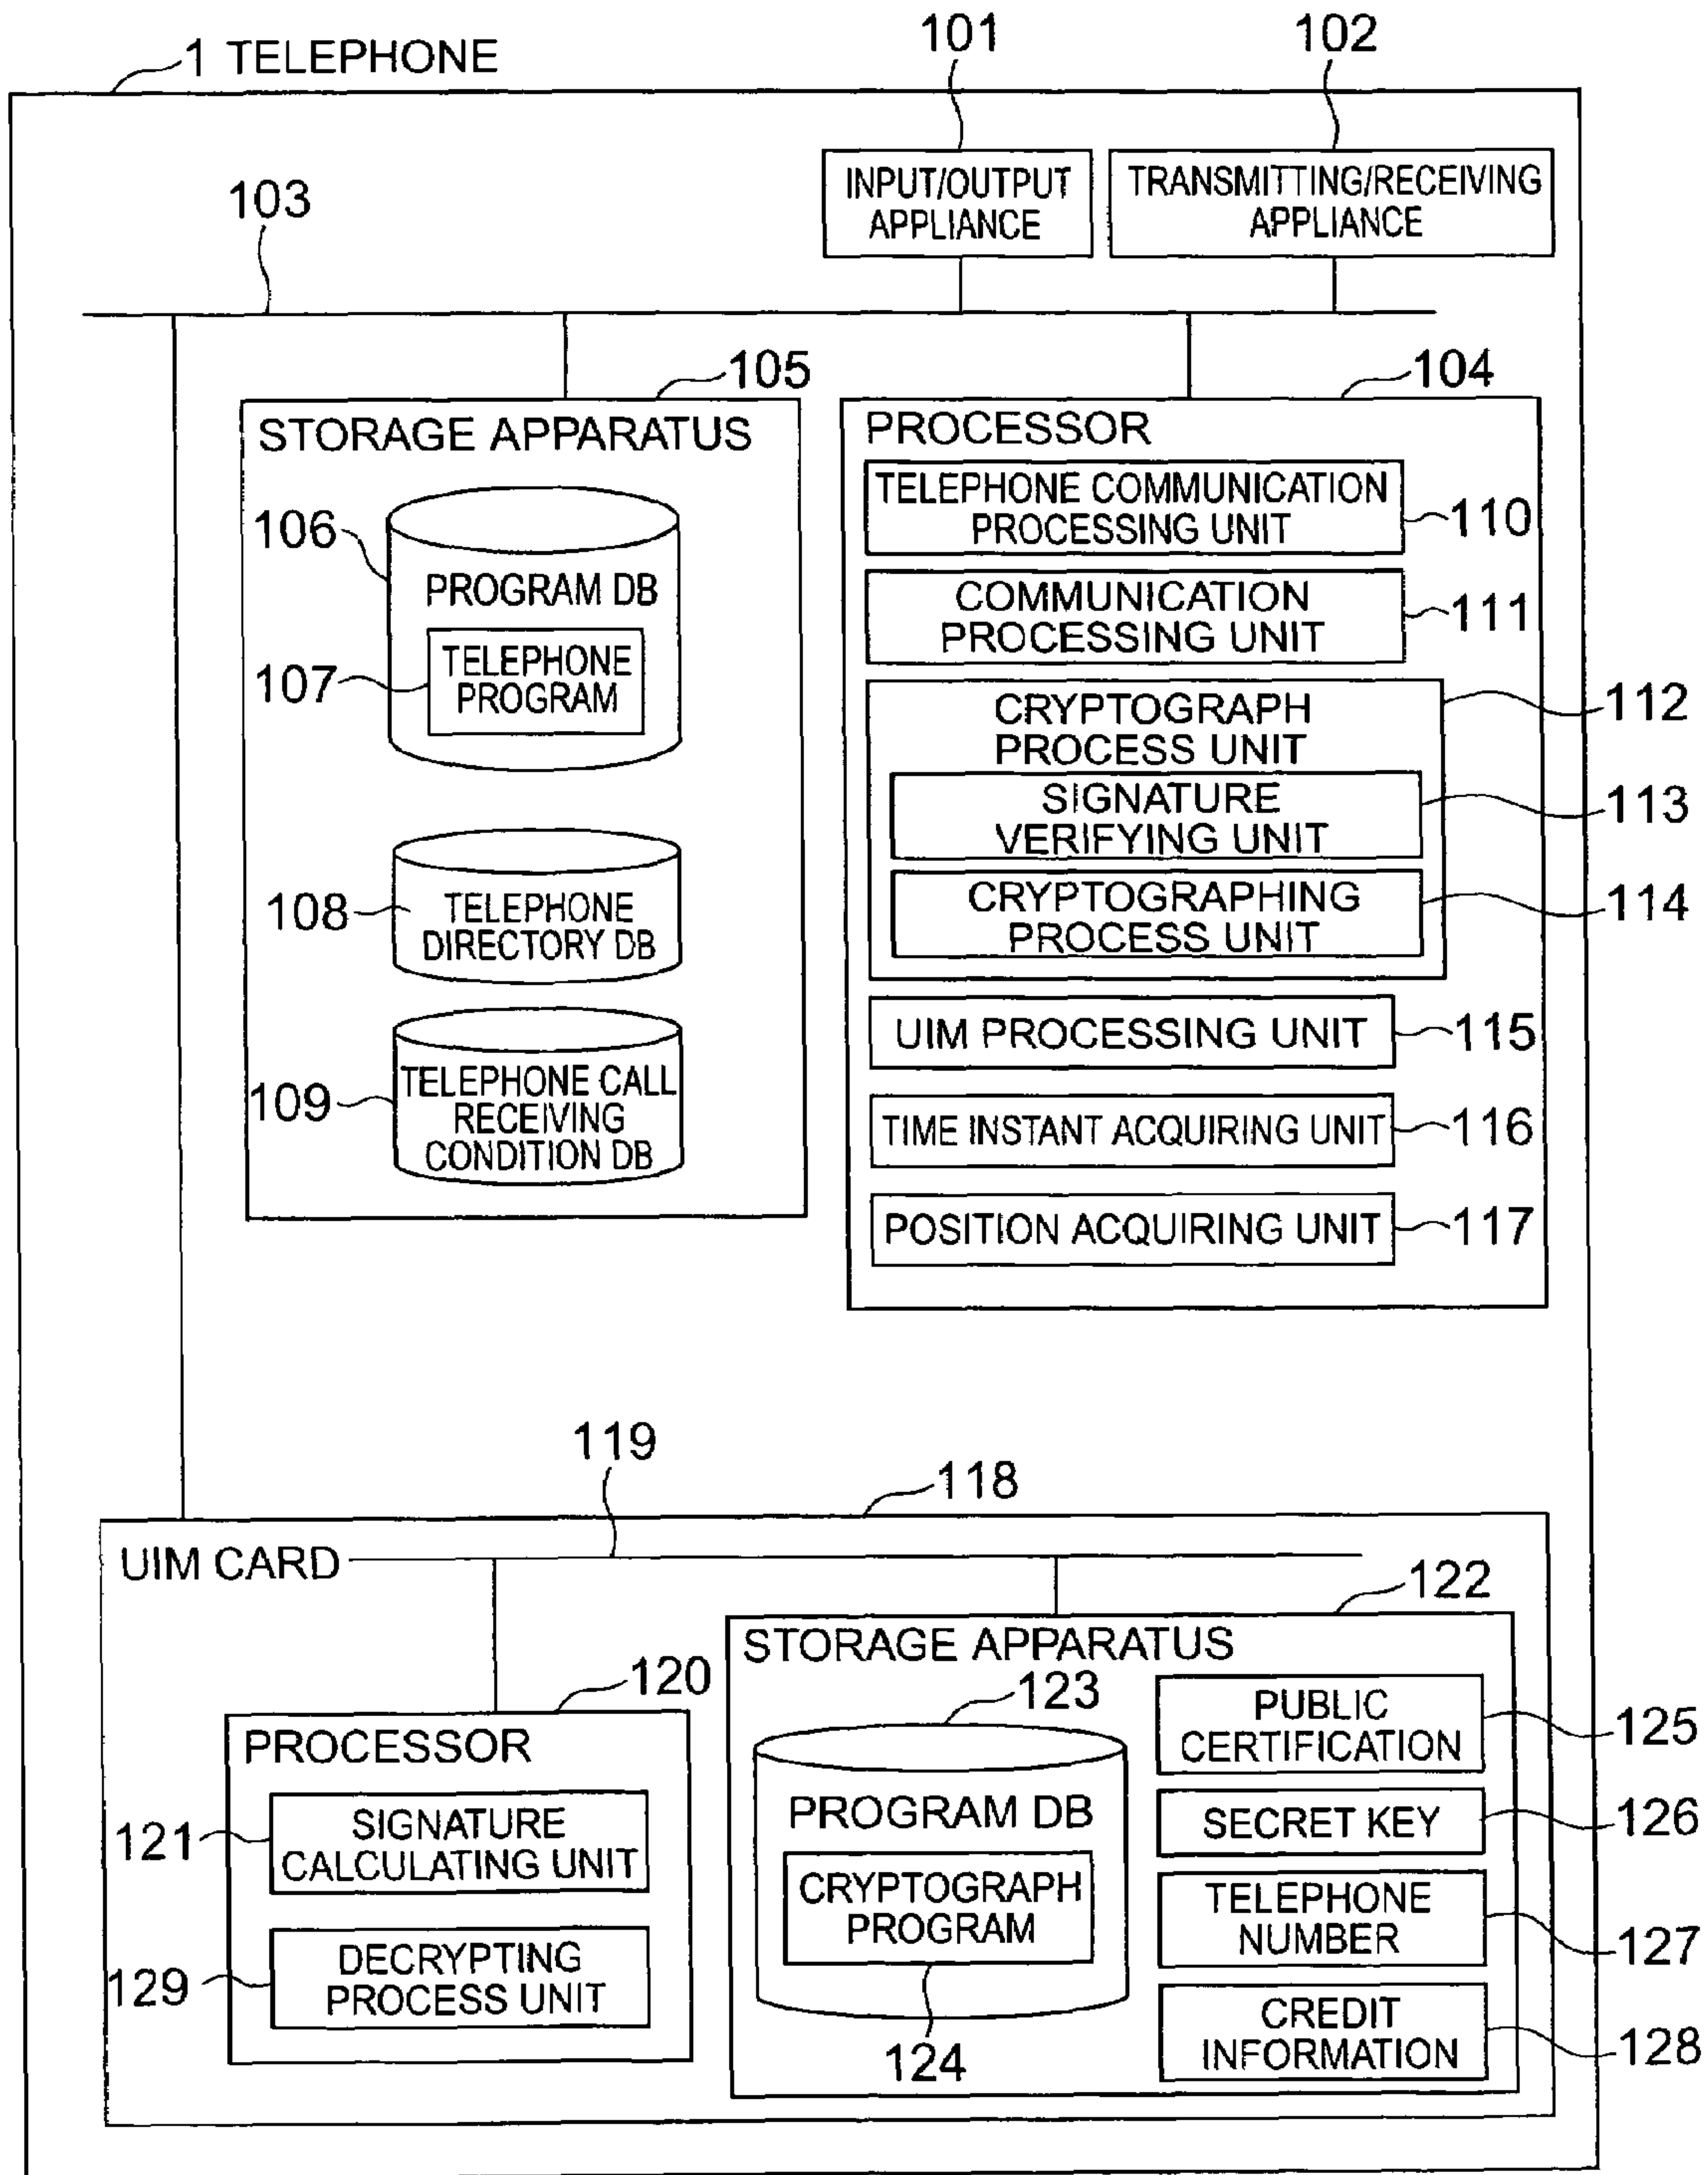 1 TELEPHONE
101
102
INPUT/OUTPUT
APPLIANCE
TRANSMITTING/RECEIVING
APPLIANCE
103
105
STORAGE APPARATUS
106
PROGRAM DB
107
TELEPHONE
PROGRAM
108
TELEPHONE
DIRECTORY DB
109
TELEPHONE CALL
RECEIVING
CONDITION DB
104
PROCESSOR
TELEPHONE COMMUNICATION
PROCESSING UNIT
110
COMMUNICATION
PROCESSING UNIT
111
CRYPTOGRAPH
PROCESS UNIT
112
SIGNATURE
VERIFYING UNIT
113
CRYPTOGRAPHING
PROCESS UNIT
114
UIM PROCESSING UNIT
115
TIME INSTANT ACQUIRING UNIT
116
POSITION ACQUIRING UNIT
117
119
118
UIM CARD
120
PROCESSOR
121
SIGNATURE
CALCULATING UNIT
129
DECRYPTING
PROCESS UNIT
122
STORAGE APPARATUS
123
PROGRAM DB
CRYPTOGRAPH
PROGRAM
124
PUBLIC
CERTIFICATION
125
SECRET KEY
126
TELEPHONE
NUMBER
127
CREDIT
INFORMATION
128